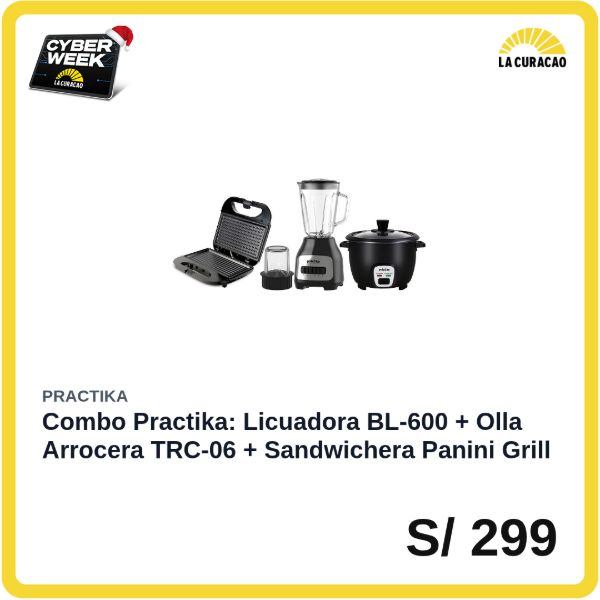 CYBER
WEEK
LA CURACAO
LA CURACAO
PRACTIKA
Combo Practika: Licuadora BL-600 + Olla
Arrocera TRC-06 + Sandwichera Panini Grill
S/ 299